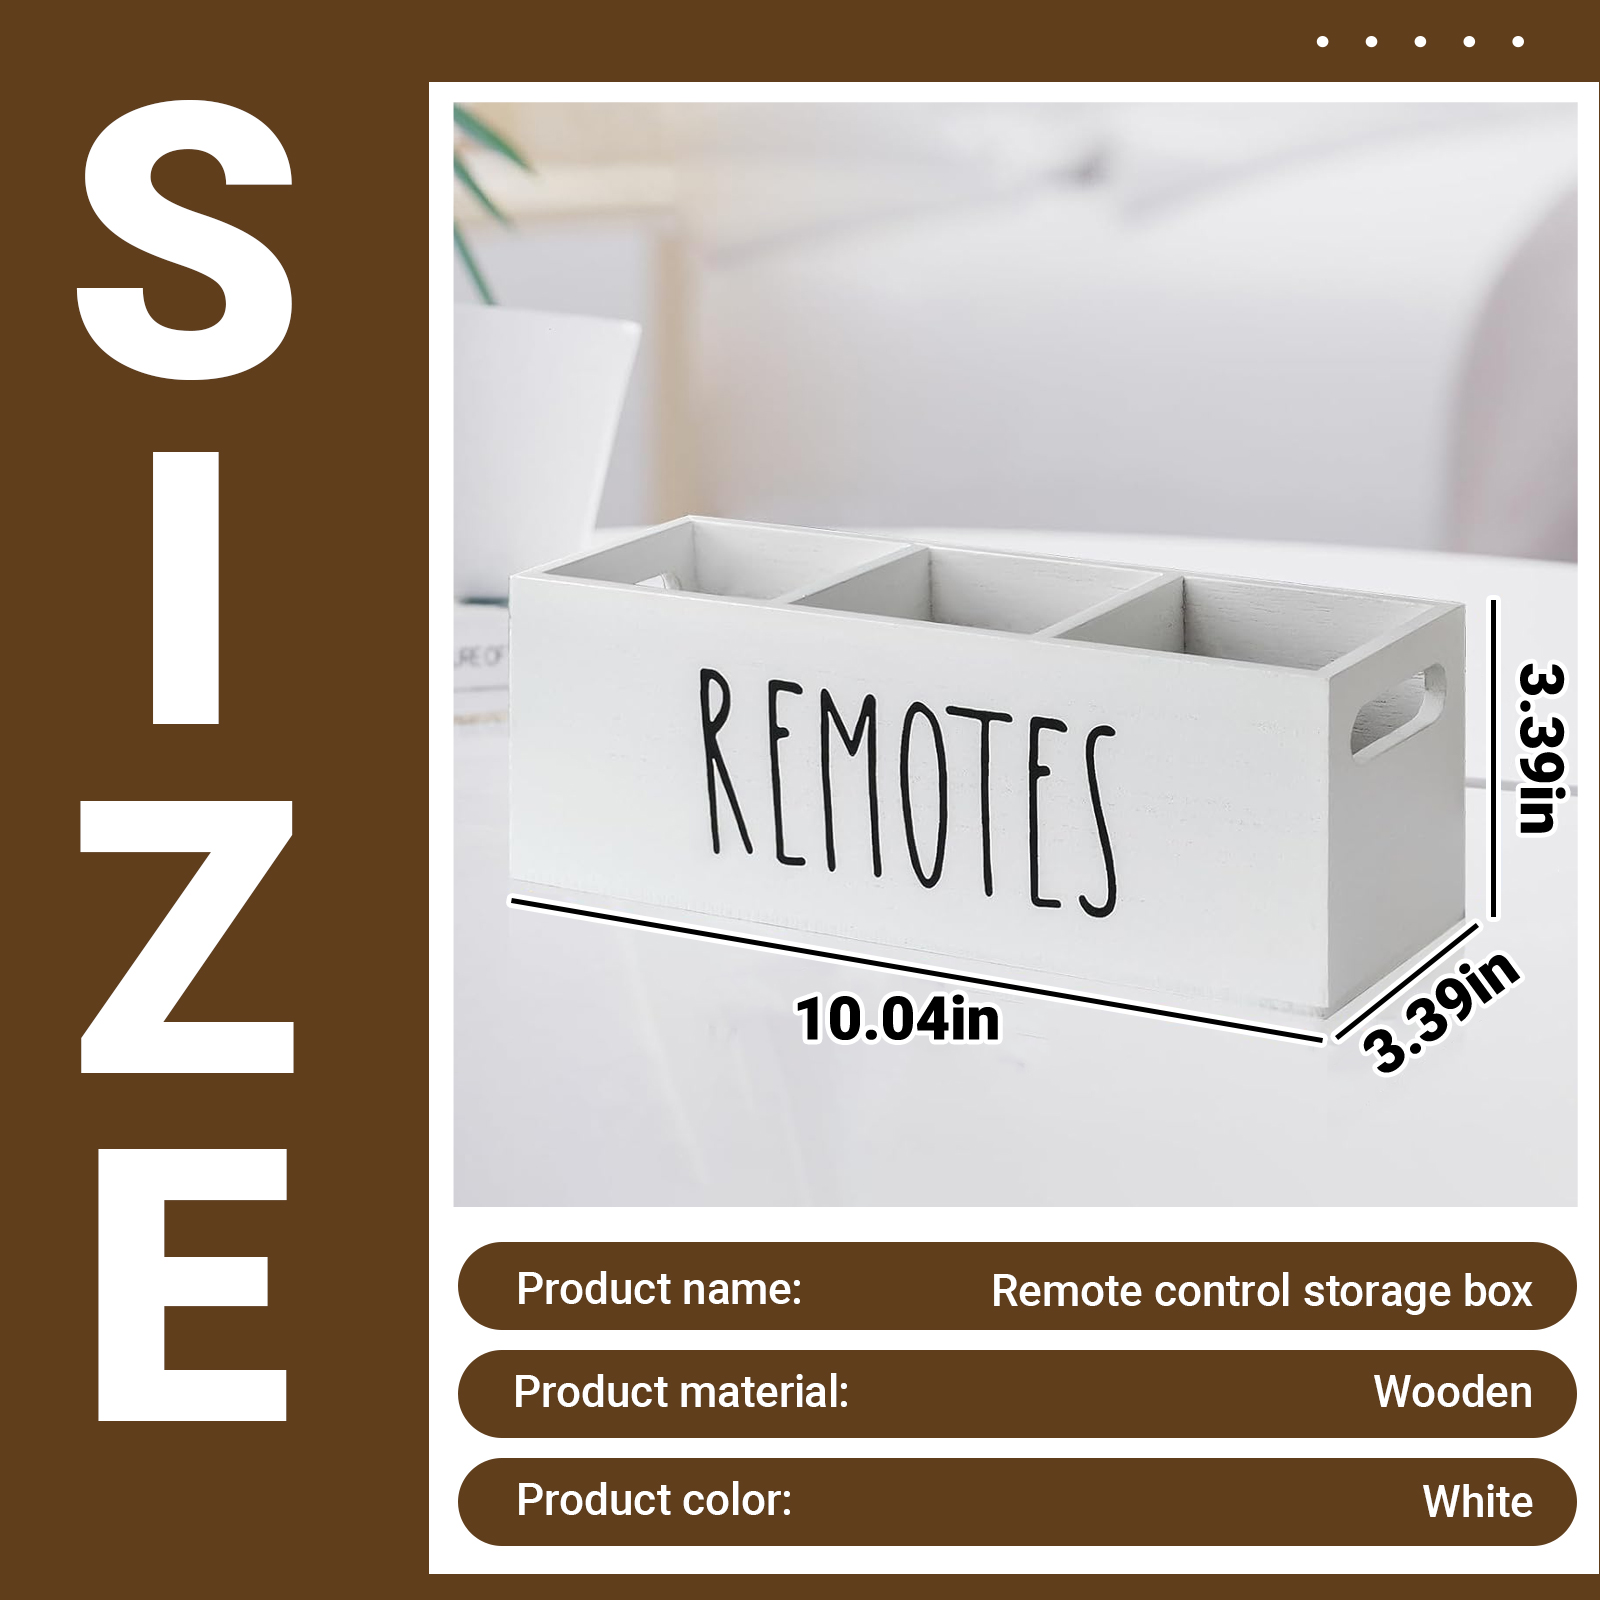 SIZE
REMOTES
3.39in
10.04in
3.39in
Product name: Remote control storage box
Product material: Wooden
Product color: White